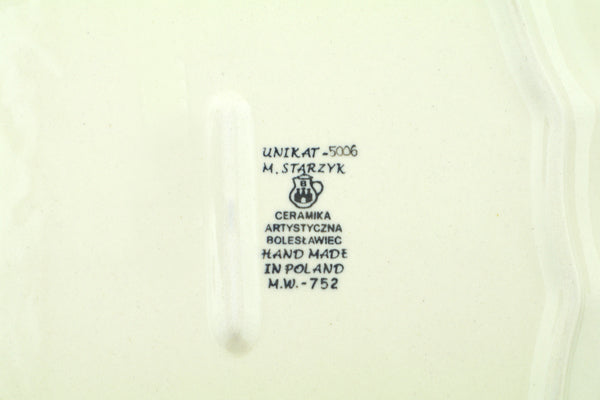 UNIKAT-5006
M. STARZYK
B
CERAMIKA
ARTYSTYCZNA
BOLESŁAWIEC
HAND MADE
IN POLAND
M.W.-752